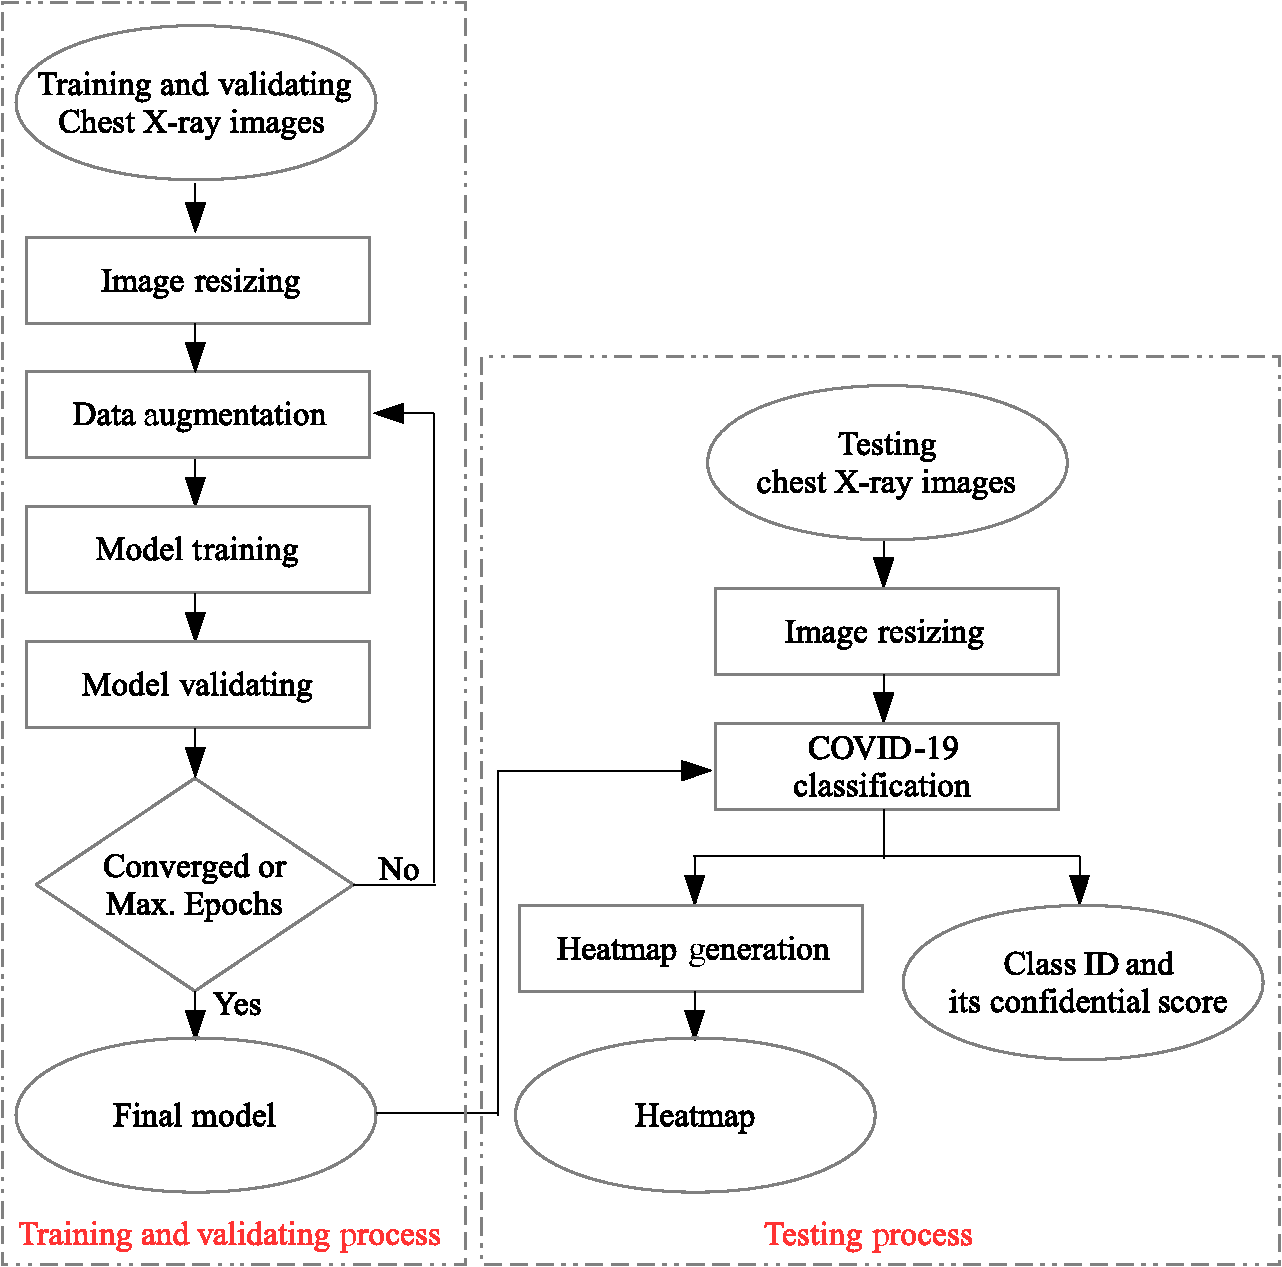 Training and validating
Chest X-ray images
Image resizing
Data augmentation
Model training
Model validating
Converged or
Max. Epochs
No
Yes
Final model
Training and validating process
Testing
chest X-ray images
Image resizing
COVID-19
classification
Heatmap generation
Class ID and
its confidential score
Heatmap
Testing process